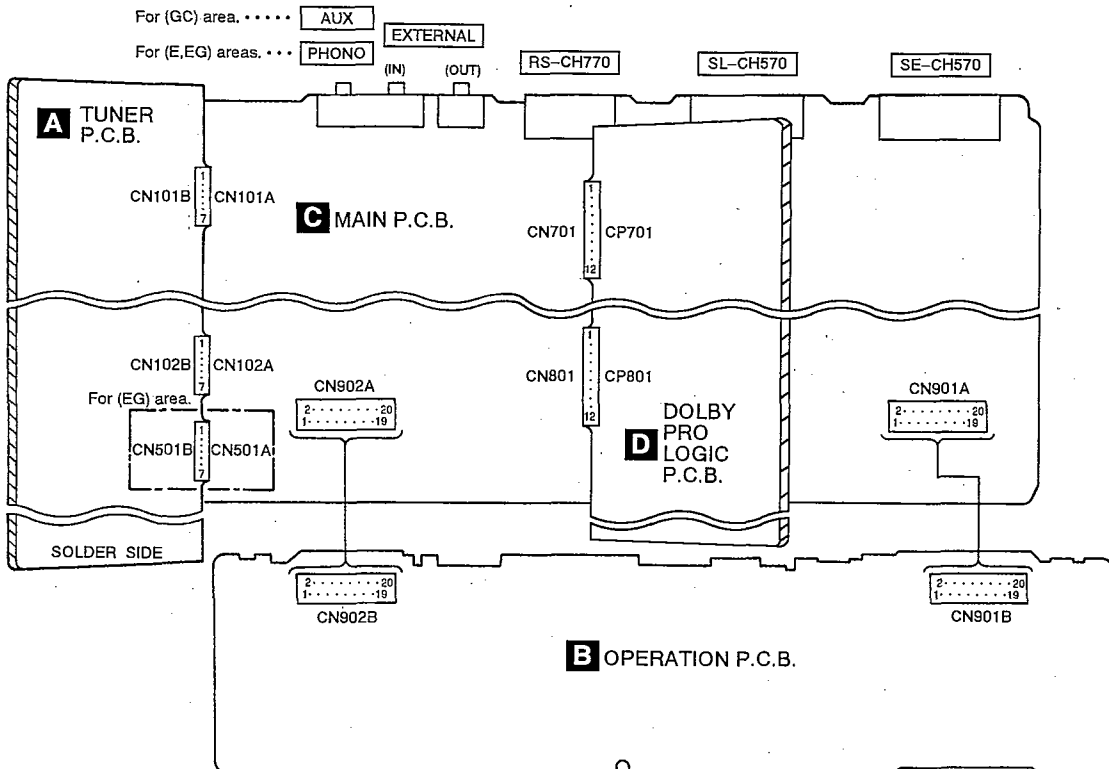 For (GC) area. ····· AUX
For (E,EG) areas. ··· PHONO
EXTERNAL
(IN) (OUT)
RS-CH770
SL-CH570
SE-CH570
A TUNER
P.C.B.
CN101B 1 7 CN101A
C MAIN P.C.B.
CN701 1 12 CP701
CN102B 1 7 CN102A
For (EG) area.
CN501B 1 7 CN501A
CN902A
2········20
1········19
CN801 1 12 CP801
D DOLBY
PRO
LOGIC
P.C.B.
CN901A
2········20
1········19
SOLDER SIDE
2········20
1········19
CN902B
2········20
1········19
CN901B
B OPERATION P.C.B.